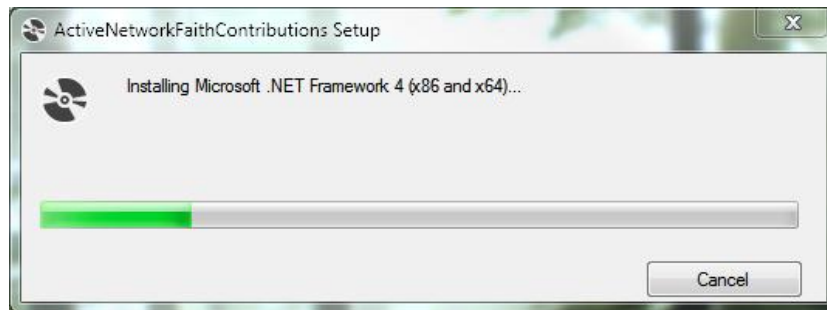 ActiveNetworkFaithContributions Setup
Installing Microsoft .NET Framework 4 (x86 and x64)...
Cancel